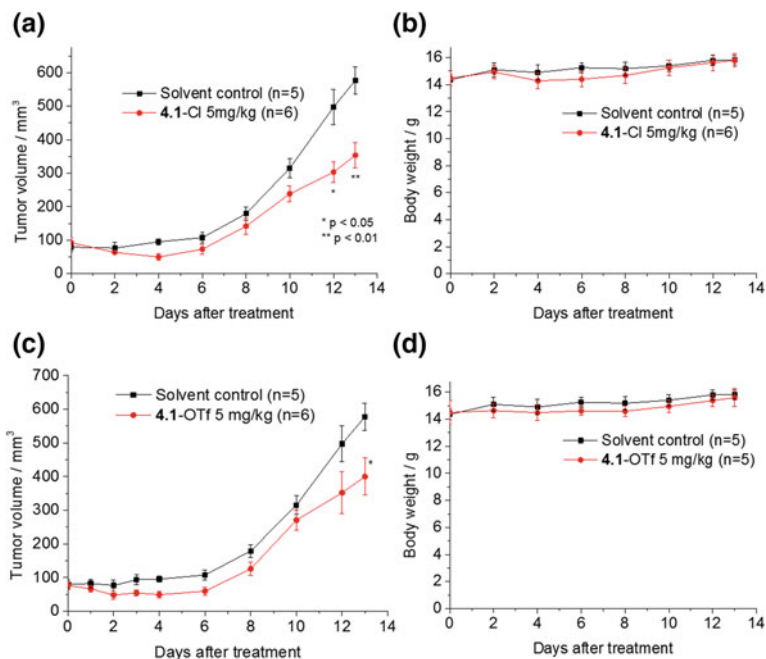 (a)
Tumor volume / mm³
600
500
400
300
200
100
0
Solvent control (n=5)
4.1-Cl 5mg/kg (n=6)
*
**
* p < 0.05
** p < 0.01
0 2 4 6 8 10 12 14
Days after treatment
(b)
Body weight / g
16
14
12
10
8
6
4
2
0
Solvent control (n=5)
4.1-Cl 5mg/kg (n=6)
0 2 4 6 8 10 12 14
Days after treatment
(c)
Tumor volume / mm³
700
600
500
400
300
200
100
0
Solvent control (n=5)
4.1-OTf 5 mg/kg (n=6)
*
0 2 4 6 8 10 12 14
Days after treatment
(d)
Body weight / g
16
14
12
10
8
6
4
2
0
Solvent control (n=5)
4.1-OTf 5 mg/kg (n=5)
0 2 4 6 8 10 12 14
Days after treatment